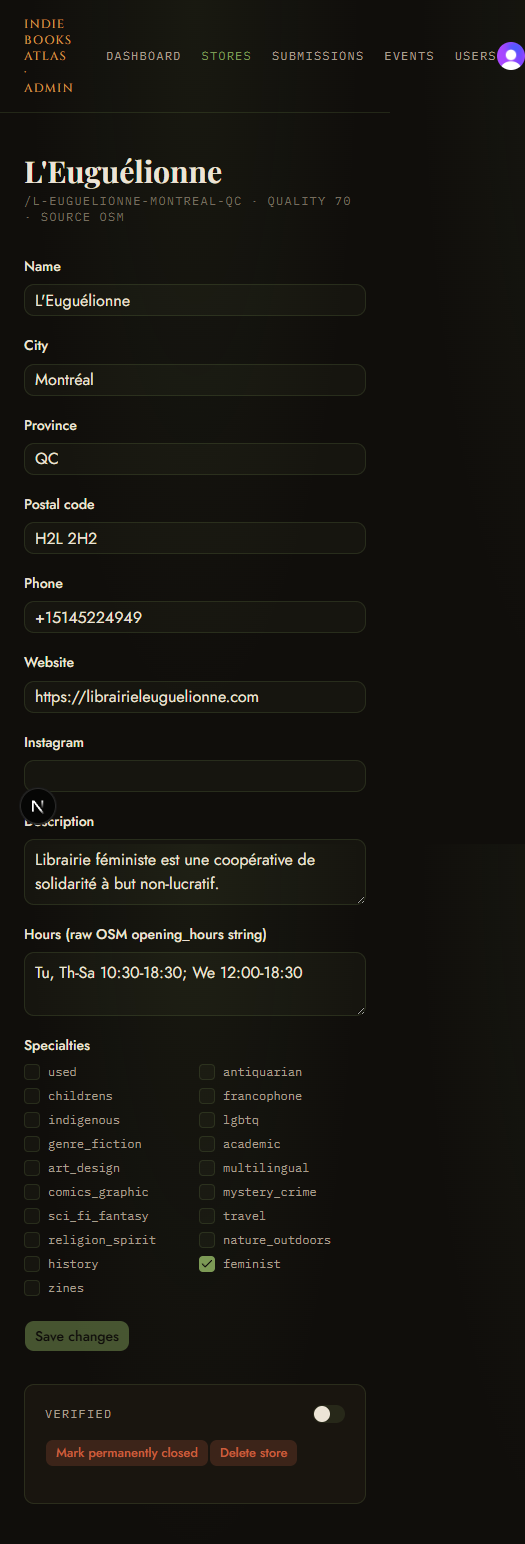 INDIE
BOOKS
ATLAS
·
ADMIN
DASHBOARD STORES SUBMISSIONS EVENTS USERS
L'Euguélionne
/L-EUGUELIONNE-MONTREAL-QC · QUALITY 70
· SOURCE OSM
Name
L'Euguélionne
City
Montréal
Province
QC
Postal code
H2L 2H2
Phone
+15145224949
Website
https://librairieleuguelionne.com
Instagram
N
Description
Librairie féministe est une coopérative de
solidarité à but non-lucratif.
Hours (raw OSM opening_hours string)
Tu, Th-Sa 10:30-18:30; We 12:00-18:30
Specialties
used antiquarian
childrens francophone
indigenous lgbtq
genre_fiction academic
art_design multilingual
comics_graphic mystery_crime
sci_fi_fantasy travel
religion_spirit nature_outdoors
history feminist
zines
Save changes
VERIFIED
Mark permanently closed Delete store